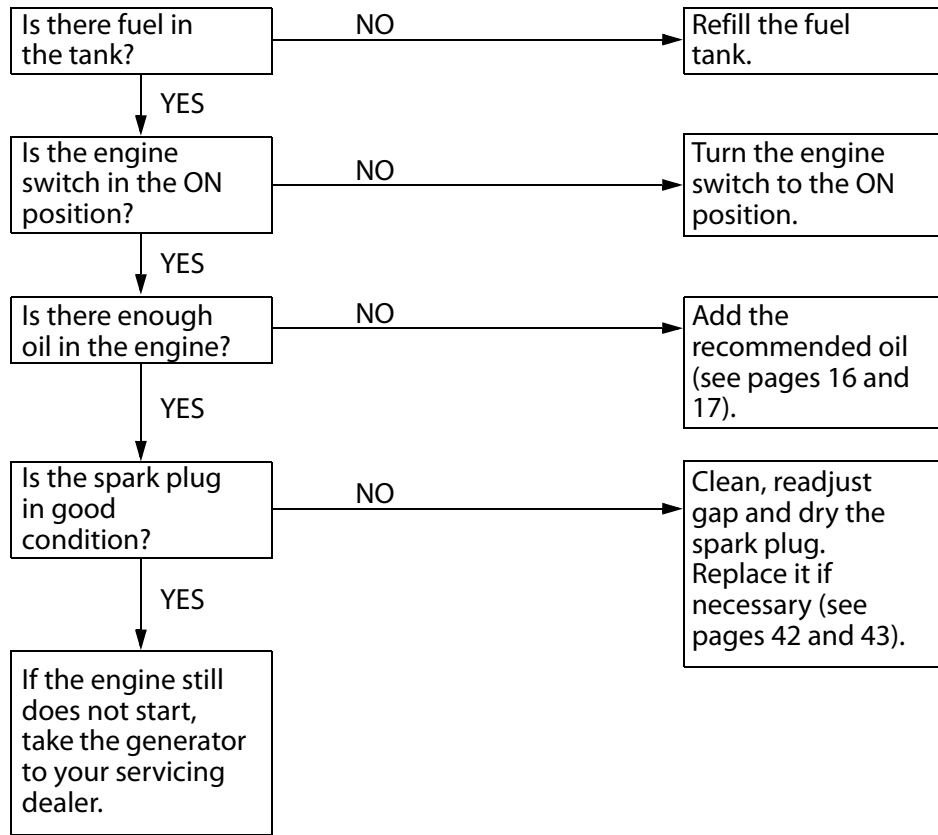 Is there fuel in
the tank?
NO
Refill the fuel
tank.
YES
Is the engine
switch in the ON
position?
NO
Turn the engine
switch to the ON
position.
YES
Is there enough
oil in the engine?
NO
Add the
recommended oil
(see pages 16 and
17).
YES
Is the spark plug
in good
condition?
NO
Clean, readjust
gap and dry the
spark plug.
Replace it if
necessary (see
pages 42 and 43).
YES
If the engine still
does not start,
take the generator
to your servicing
dealer.